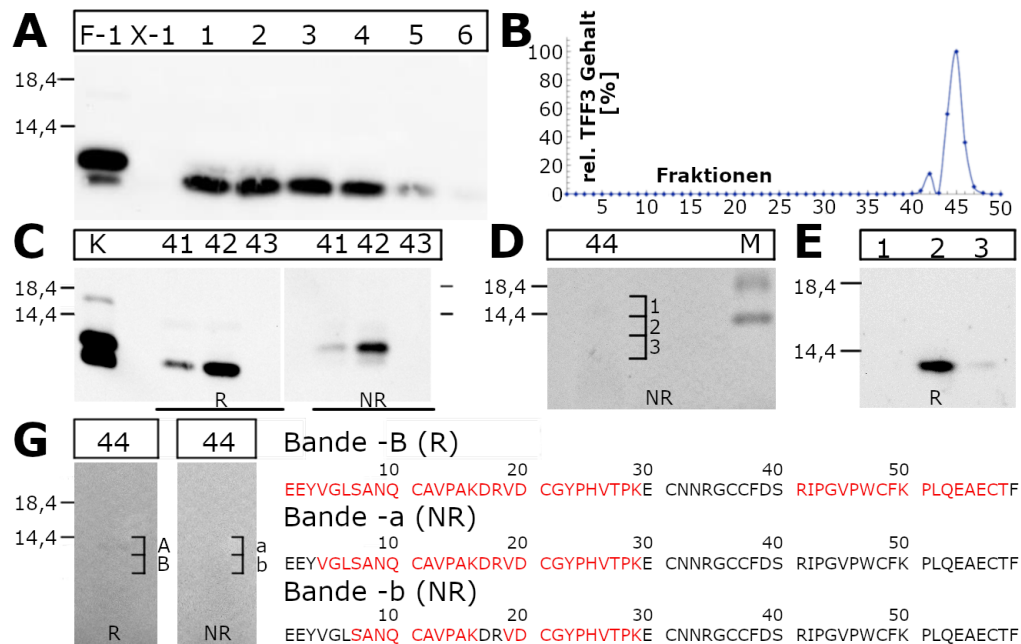 A
F-1 X-1 1 2 3 4 5 6
18,4
14,4
B
rel. TFF3 Gehalt
[%]
100
80
60
40
20
0
Fraktionen
5 10 15 20 25 30 35 40 45 50
C
K 41 42 43 41 42 43
18,4
14,4
R NR
D
44 M
18,4
14,4
1
2
3
NR
E
1 2 3
18,4
14,4
R
G
44 44
18,4
14,4
A
B
a
b
R NR
Bande -B (R)
10 20 30 40 50
EEYVGLSANQ CAVPAKDRVD CGYPHVTPKE CNNRGCCFDS RIPGVPWCFK PLQEAECTF
Bande -a (NR)
10 20 30 40 50
EEYVGLSANQ CAVPAKDRVD CGYPHVTPKE CNNRGCCFDS RIPGVPWCFK PLQEAECTF
Bande -b (NR)
10 20 30 40 50
EEYVGLSANQ CAVPAKDRVD CGYPHVTPKE CNNRGCCFDS RIPGVPWCFK PLQEAECTF